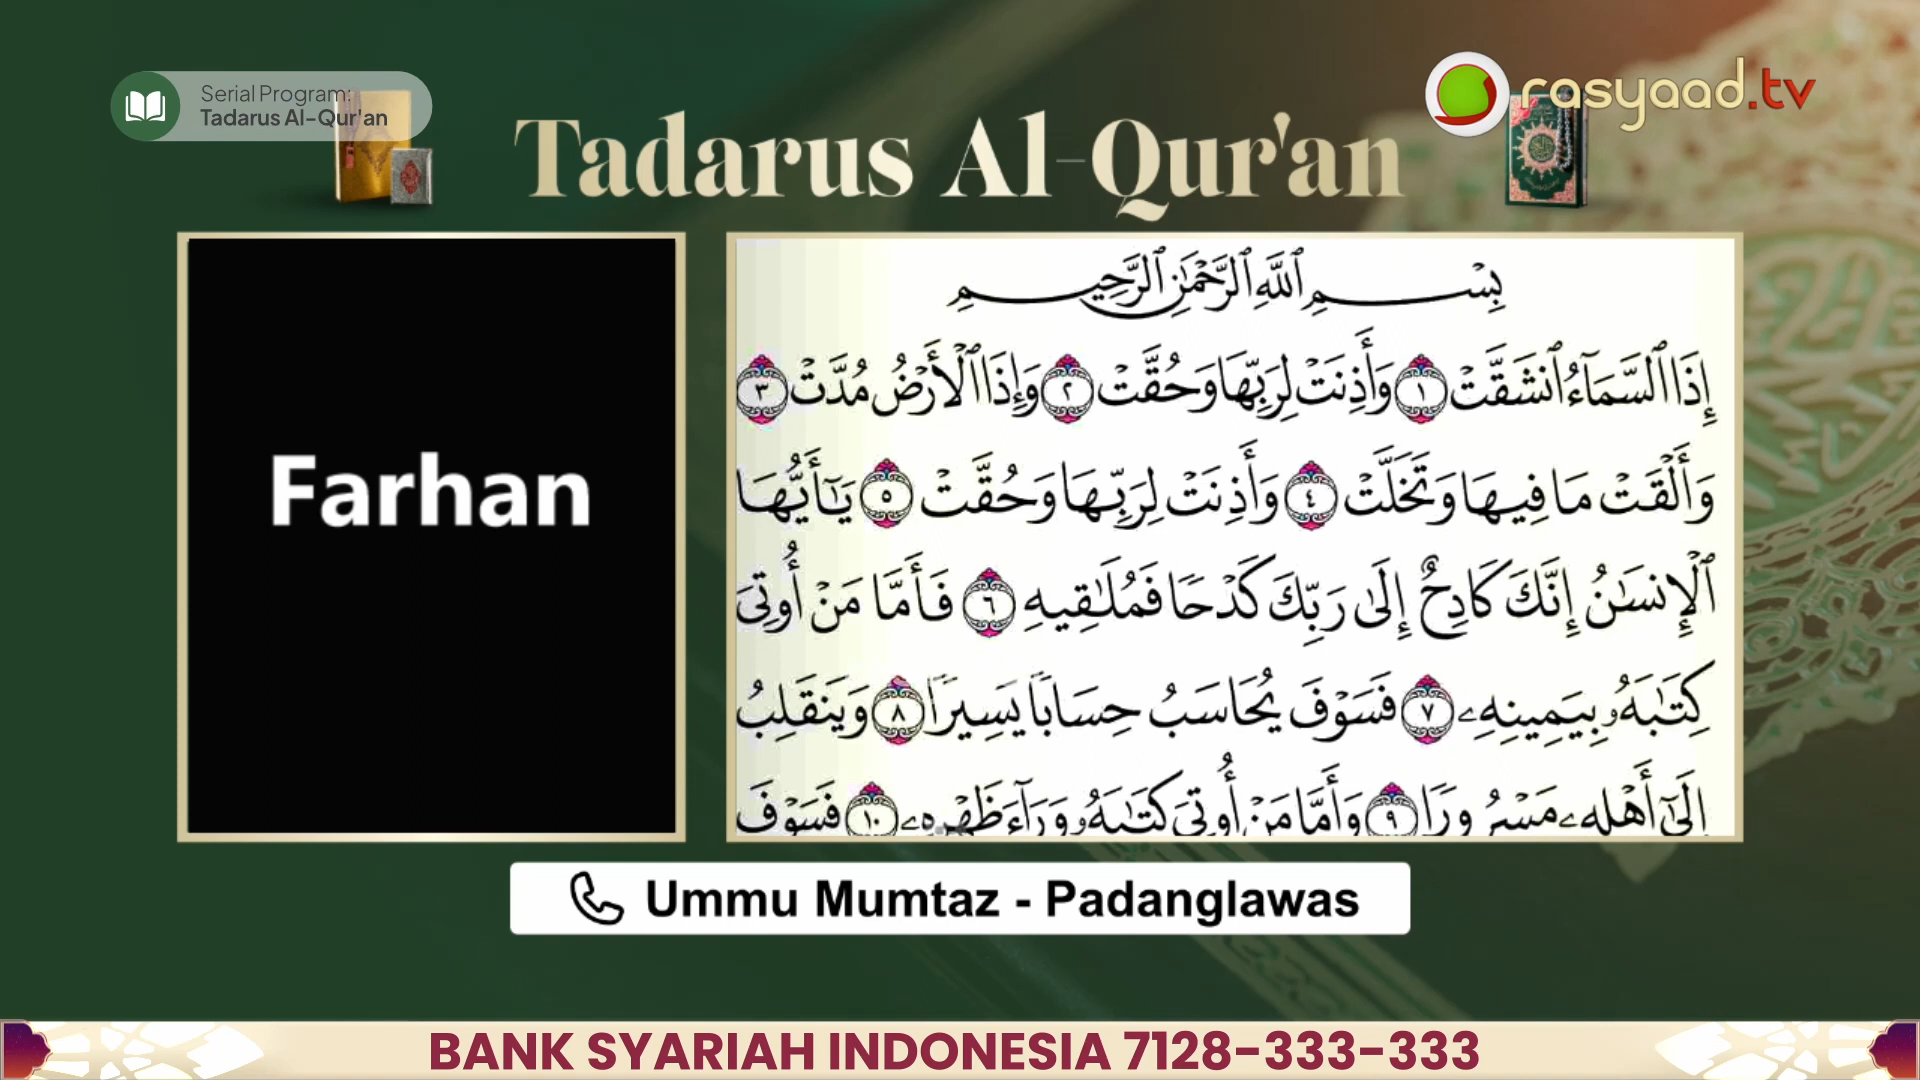 Serial Program:
Tadarus Al-Qur'an
rasyaad.tv
Tadarus Al-Qur'an
Farhan
بِسْمِ ٱللَّهِ ٱلرَّحْمَٰنِ ٱلرَّحِيمِ
إِذَا ٱلسَّمَآءُ ٱنشَقَّتْ ١ وَأَذِنَتْ لِرَبِّهَا وَحُقَّتْ ٢ وَإِذَا ٱلْأَرْضُ مُدَّتْ ٣
وَأَلْقَتْ مَا فِيهَا وَتَخَلَّتْ ٤ وَأَذِنَتْ لِرَبِّهَا وَحُقَّتْ ٥ يَٰٓأَيُّهَا
ٱلْإِنسَٰنُ إِنَّكَ كَادِحٌ إِلَىٰ رَبِّكَ كَدْحًا فَمُلَٰقِيهِ ٦ فَأَمَّا مَنْ أُوتِىَ
كِتَٰبَهُۥ بِيَمِينِهِۦ ٧ فَسَوْفَ يُحَاسَبُ حِسَابًا يَسِيرًا ٨ وَيَنقَلِبُ
إِلَىٰٓ أَهْلِهِۦ مَسْرُورًا ٩ وَأَمَّا مَنْ أُوتِىَ كِتَٰبَهُۥ وَرَآءَ ظَهْرِهِۦ ١٠ فَسَوْفَ
Ummu Mumtaz - Padanglawas
BANK SYARIAH INDONESIA 7128-333-333